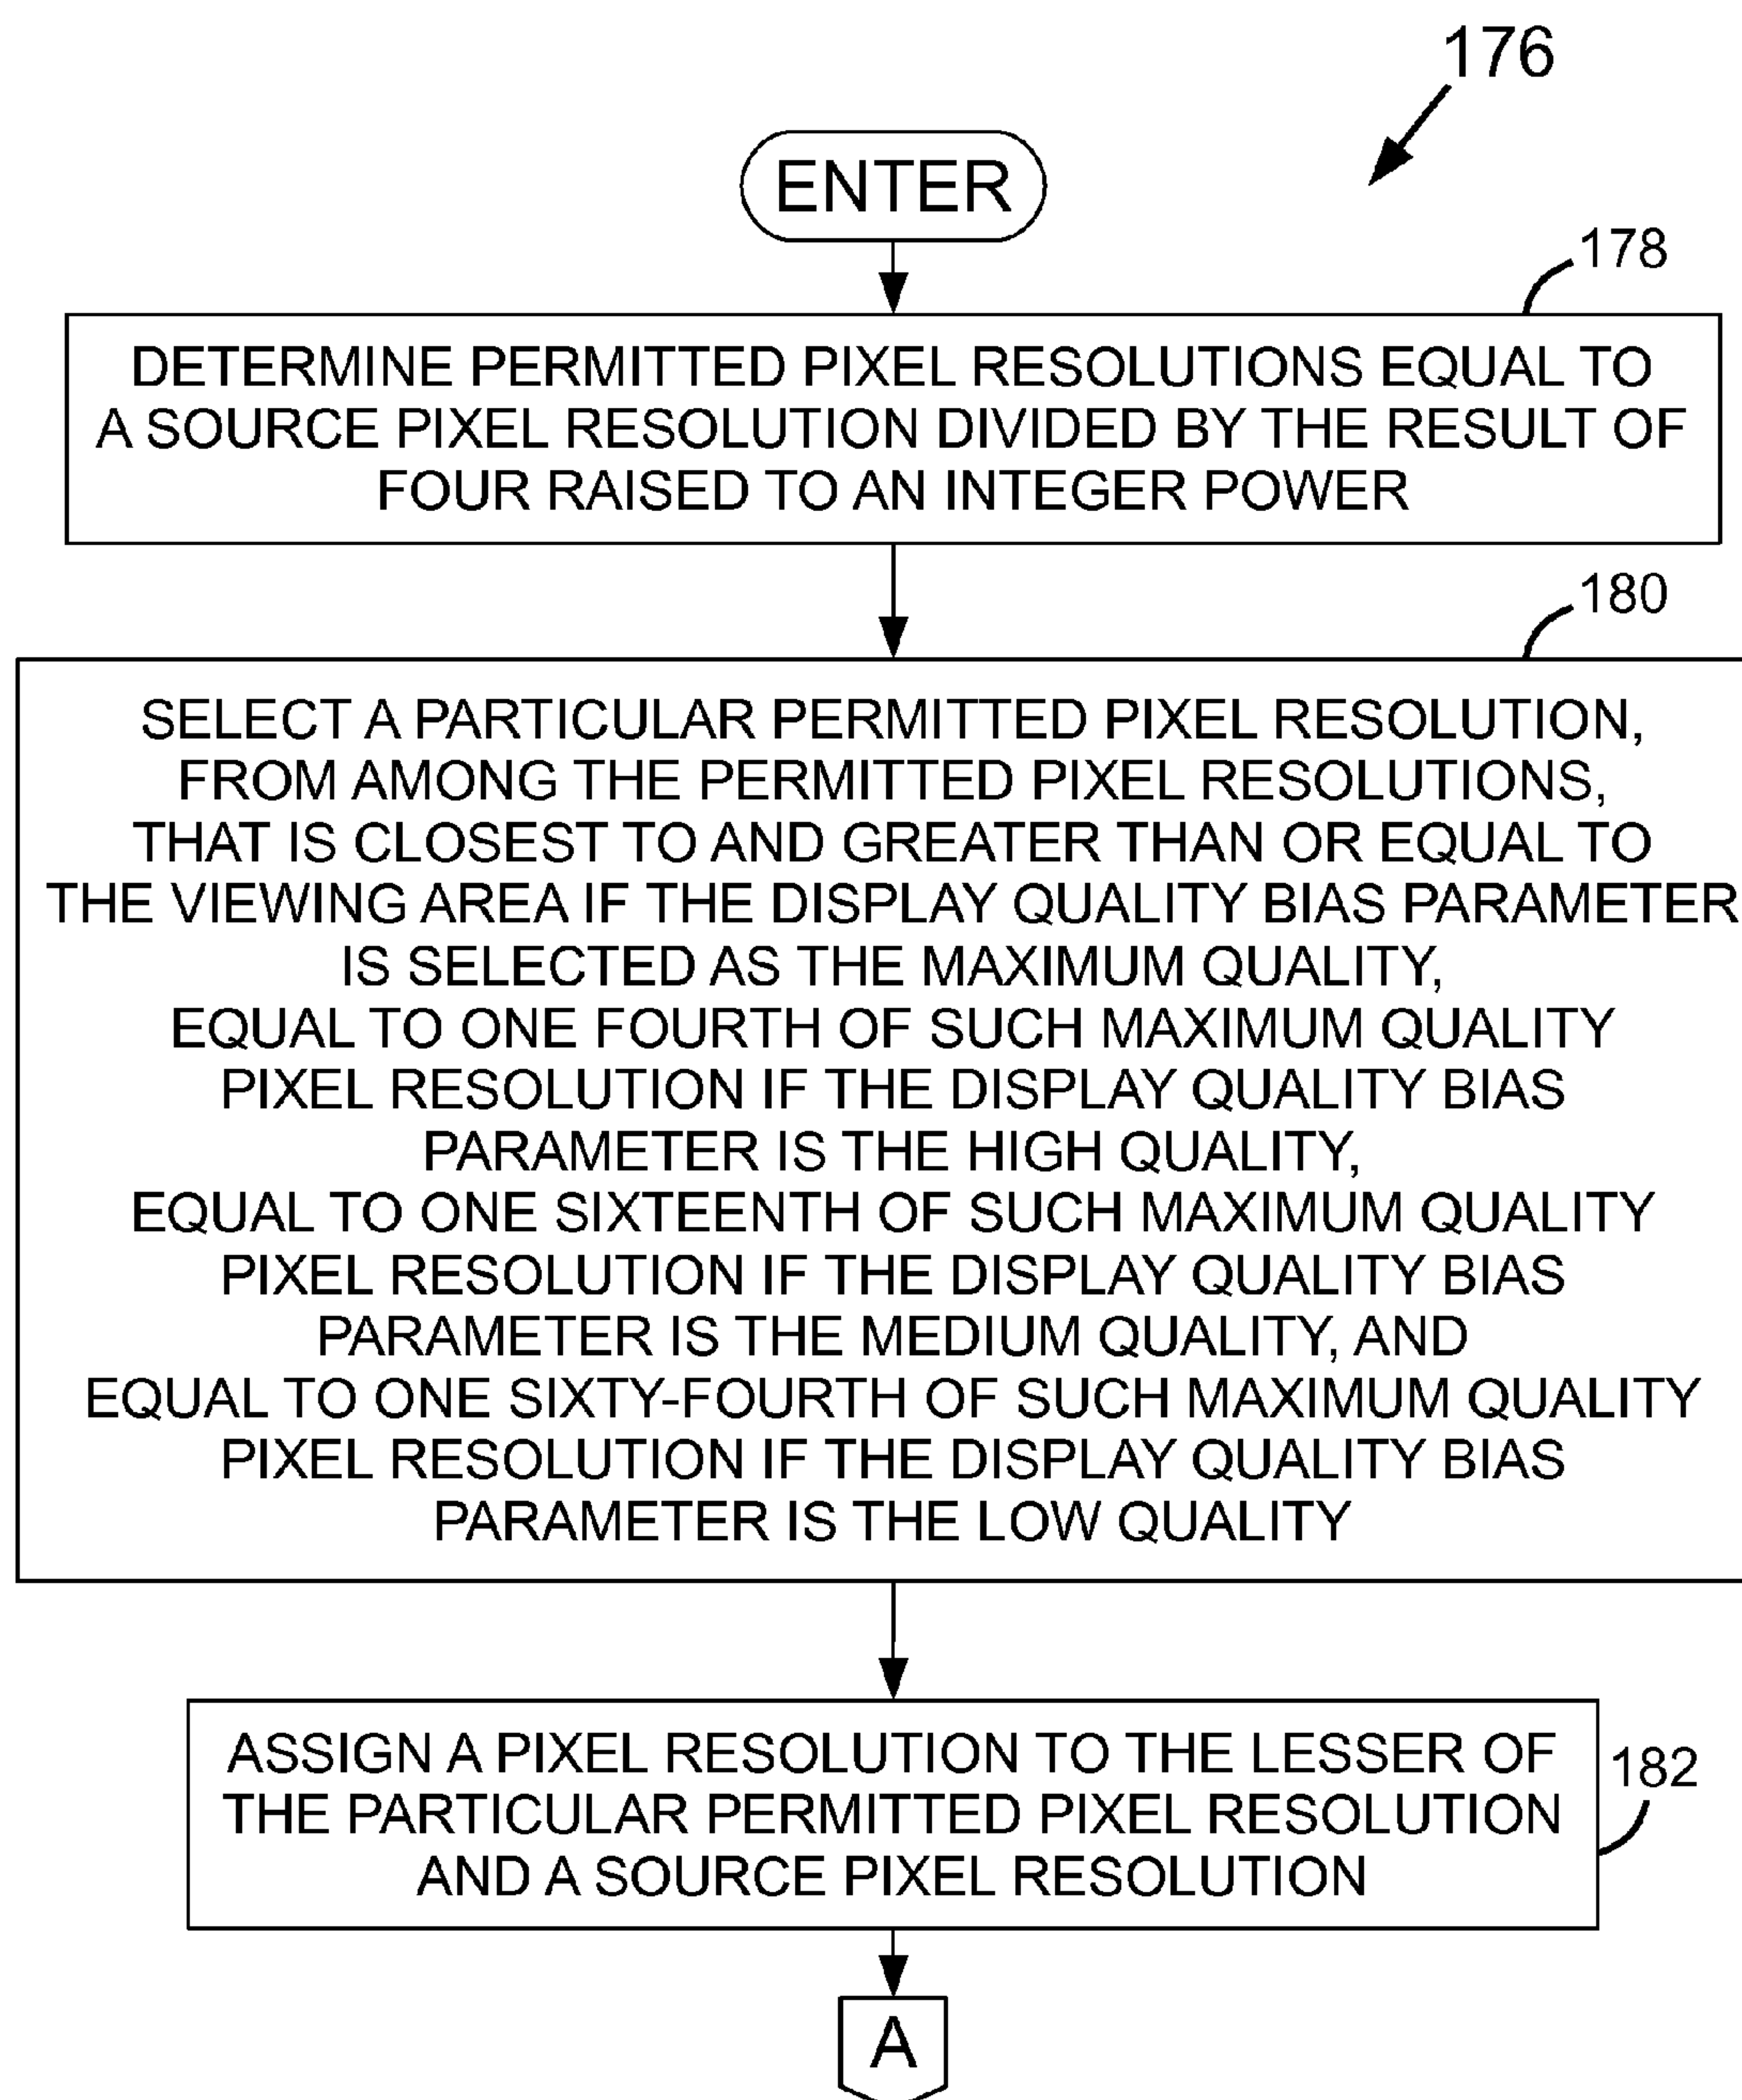 176
ENTER
178
DETERMINE PERMITTED PIXEL RESOLUTIONS EQUAL TO
A SOURCE PIXEL RESOLUTION DIVIDED BY THE RESULT OF
FOUR RAISED TO AN INTEGER POWER
180
SELECT A PARTICULAR PERMITTED PIXEL RESOLUTION,
FROM AMONG THE PERMITTED PIXEL RESOLUTIONS,
THAT IS CLOSEST TO AND GREATER THAN OR EQUAL TO
THE VIEWING AREA IF THE DISPLAY QUALITY BIAS PARAMETER
IS SELECTED AS THE MAXIMUM QUALITY,
EQUAL TO ONE FOURTH OF SUCH MAXIMUM QUALITY
PIXEL RESOLUTION IF THE DISPLAY QUALITY BIAS
PARAMETER IS THE HIGH QUALITY,
EQUAL TO ONE SIXTEENTH OF SUCH MAXIMUM QUALITY
PIXEL RESOLUTION IF THE DISPLAY QUALITY BIAS
PARAMETER IS THE MEDIUM QUALITY, AND
EQUAL TO ONE SIXTY-FOURTH OF SUCH MAXIMUM QUALITY
PIXEL RESOLUTION IF THE DISPLAY QUALITY BIAS
PARAMETER IS THE LOW QUALITY
ASSIGN A PIXEL RESOLUTION TO THE LESSER OF
THE PARTICULAR PERMITTED PIXEL RESOLUTION
AND A SOURCE PIXEL RESOLUTION
182
A